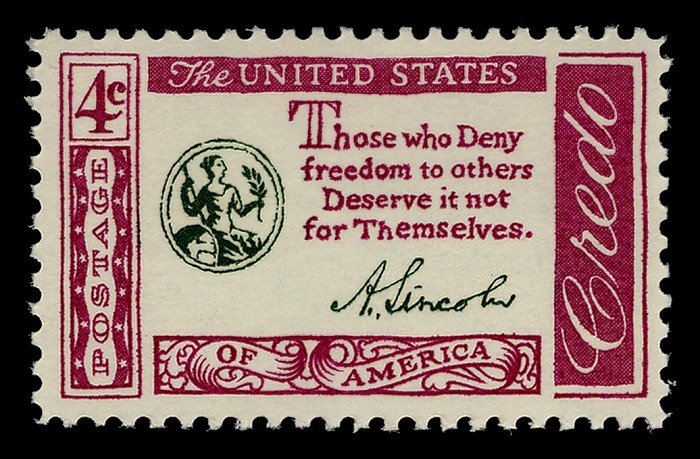 4c
POSTAGE
The UNITED STATES
Those who Deny
freedom to others
Deserve it not
for Themselves.
A. Lincoln
OF AMERICA
Credo